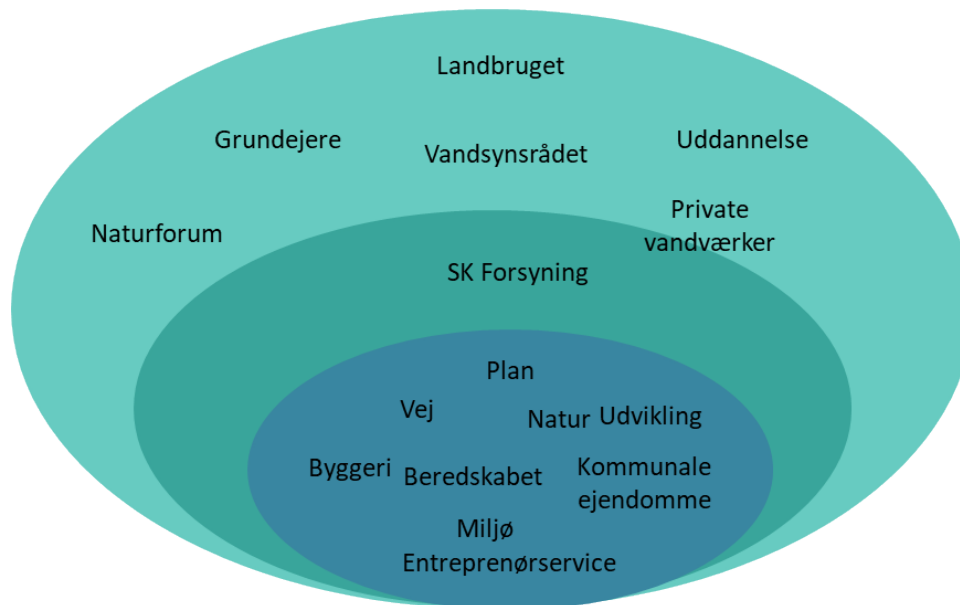 Landbruget
Grundejere
Vandsynsrådet
Uddannelse
Naturforum
Private
vandværker
SK Forsyning
Plan
Vej
Natur
Udvikling
Byggeri
Beredskabet
Kommunale
ejendomme
Miljø
Entreprenørservice